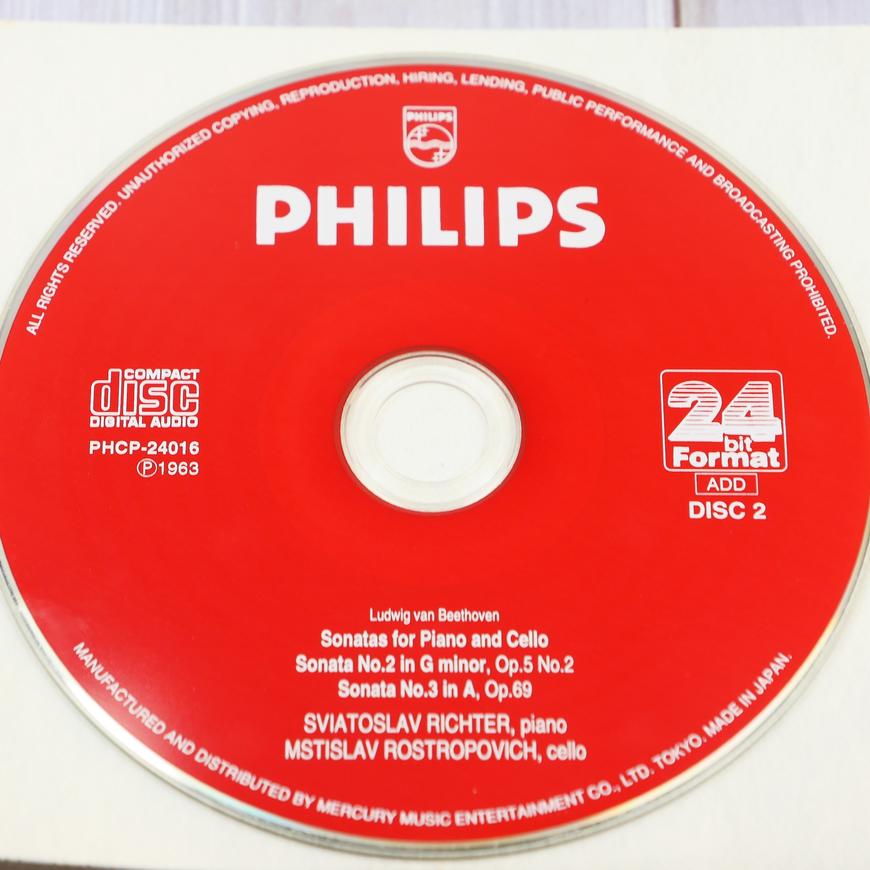 ALL RIGHTS RESERVED. UNAUTHORIZED COPYING, REPRODUCTION, HIRING, LENDING, PUBLIC PERFORMANCE AND BROADCASTING PROHIBITED.
PHILIPS
PHILIPS
COMPACT
disc
DIGITAL AUDIO
PHCP-24016
Ⓟ1963
24
bit
Format
ADD
DISC 2
Ludwig van Beethoven
Sonatas for Piano and Cello
Sonata No.2 in G minor, Op.5 No.2
Sonata No.3 in A, Op.69
SVIATOSLAV RICHTER, piano
MSTISLAV ROSTROPOVICH, cello
MANUFACTURED AND DISTRIBUTED BY MERCURY MUSIC ENTERTAINMENT CO., LTD. TOKYO. MADE IN JAPAN.